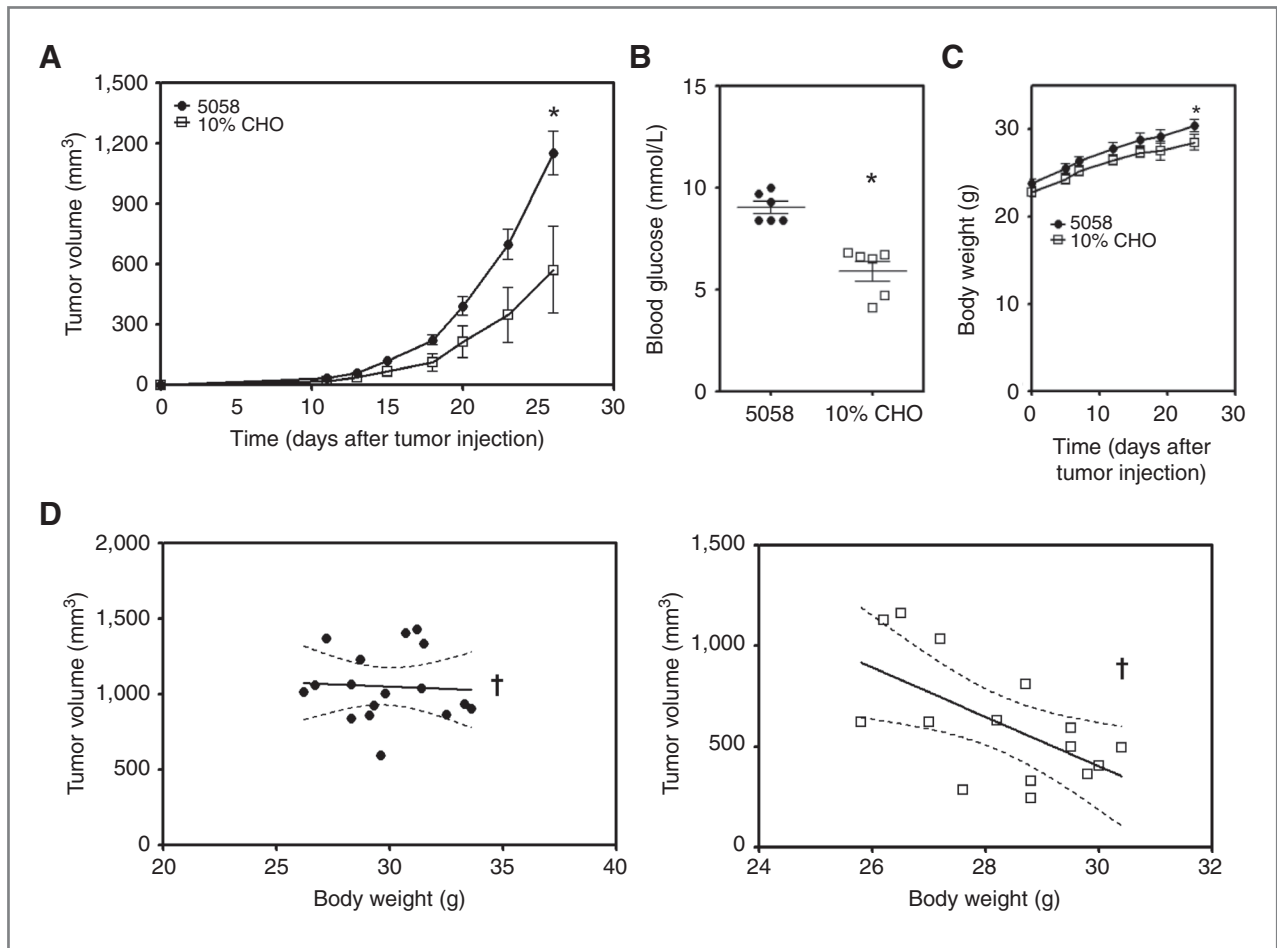 A
1,500
1,200
900
600
300
0
Tumor volume (mm³)
5058
10% CHO
*
0 5 10 15 20 25 30
Time (days after tumor injection)
B
15
10
5
0
Blood glucose (mmol/L)
*
5058 10% CHO
C
30
20
10
0
Body weight (g)
*
5058
10% CHO
0 10 20 30
Time (days after
tumor injection)
D
2,000
1,500
1,000
500
0
Tumor volume (mm³)
†
20 25 30 35 40
Body weight (g)
1,500
1,000
500
0
Tumor volume (mm³)
†
24 26 28 30 32
Body weight (g)